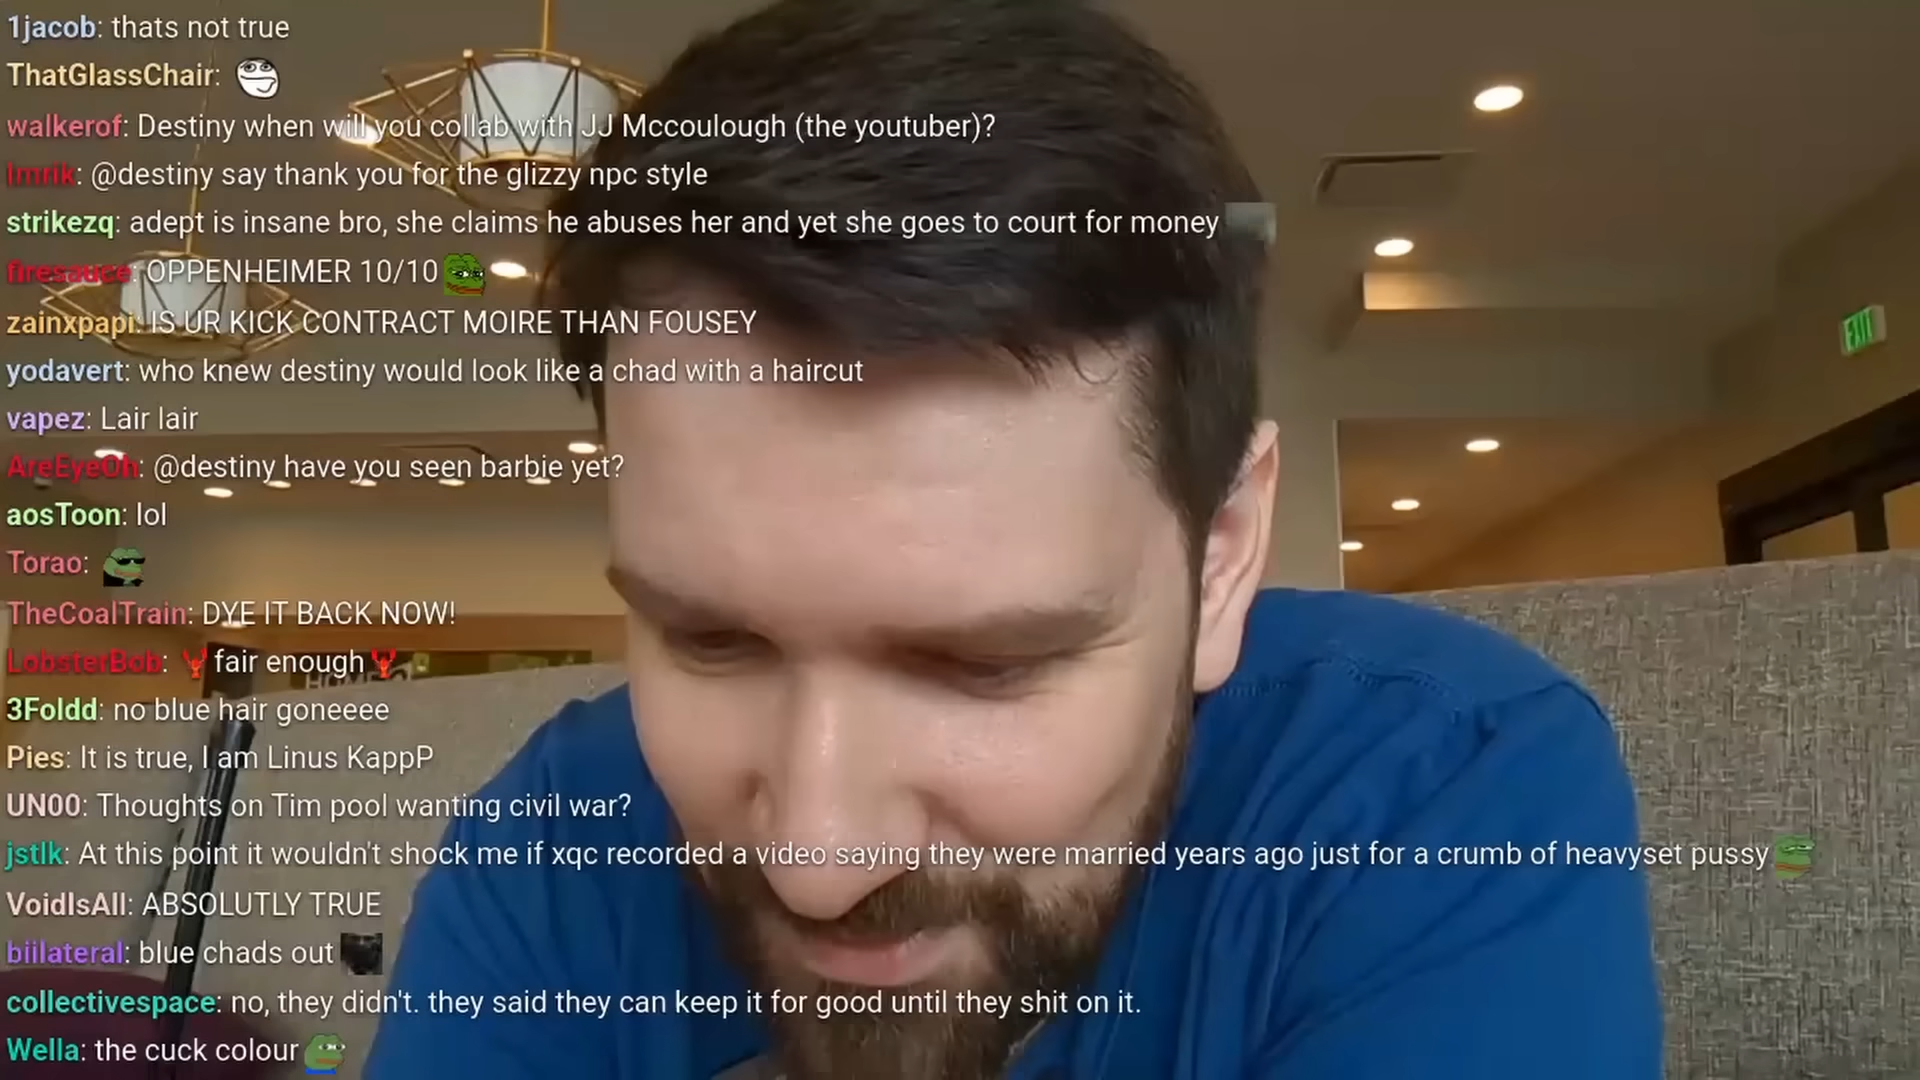 1jacob: thats not true
ThatGlassChair:
walkerof: Destiny when will you collab with JJ Mccoulough (the youtuber)?
Imrik: @destiny say thank you for the glizzy npc style
strikezq: adept is insane bro, she claims he abuses her and yet she goes to court for money
firesauce: OPPENHEIMER 10/10
zainxpapi: IS UR KICK CONTRACT MOIRE THAN FOUSEY
yodavert: who knew destiny would look like a chad with a haircut
vapez: Lair lair
AreEyeOh: @destiny have you seen barbie yet?
aosToon: lol
Torao:
TheCoalTrain: DYE IT BACK NOW!
LobsterBob: fair enough
3Foldd: no blue hair goneeee
Pies: It is true, I am Linus KappP
UN00: Thoughts on Tim pool wanting civil war?
jstlk: At this point it wouldn't shock me if xqc recorded a video saying they were married years ago just for a crumb of heavyset pussy
VoidIsAll: ABSOLUTLY TRUE
biilateral: blue chads out
collectivespace: no, they didn't. they said they can keep it for good until they shit on it.
Wella: the cuck colour
EXIT